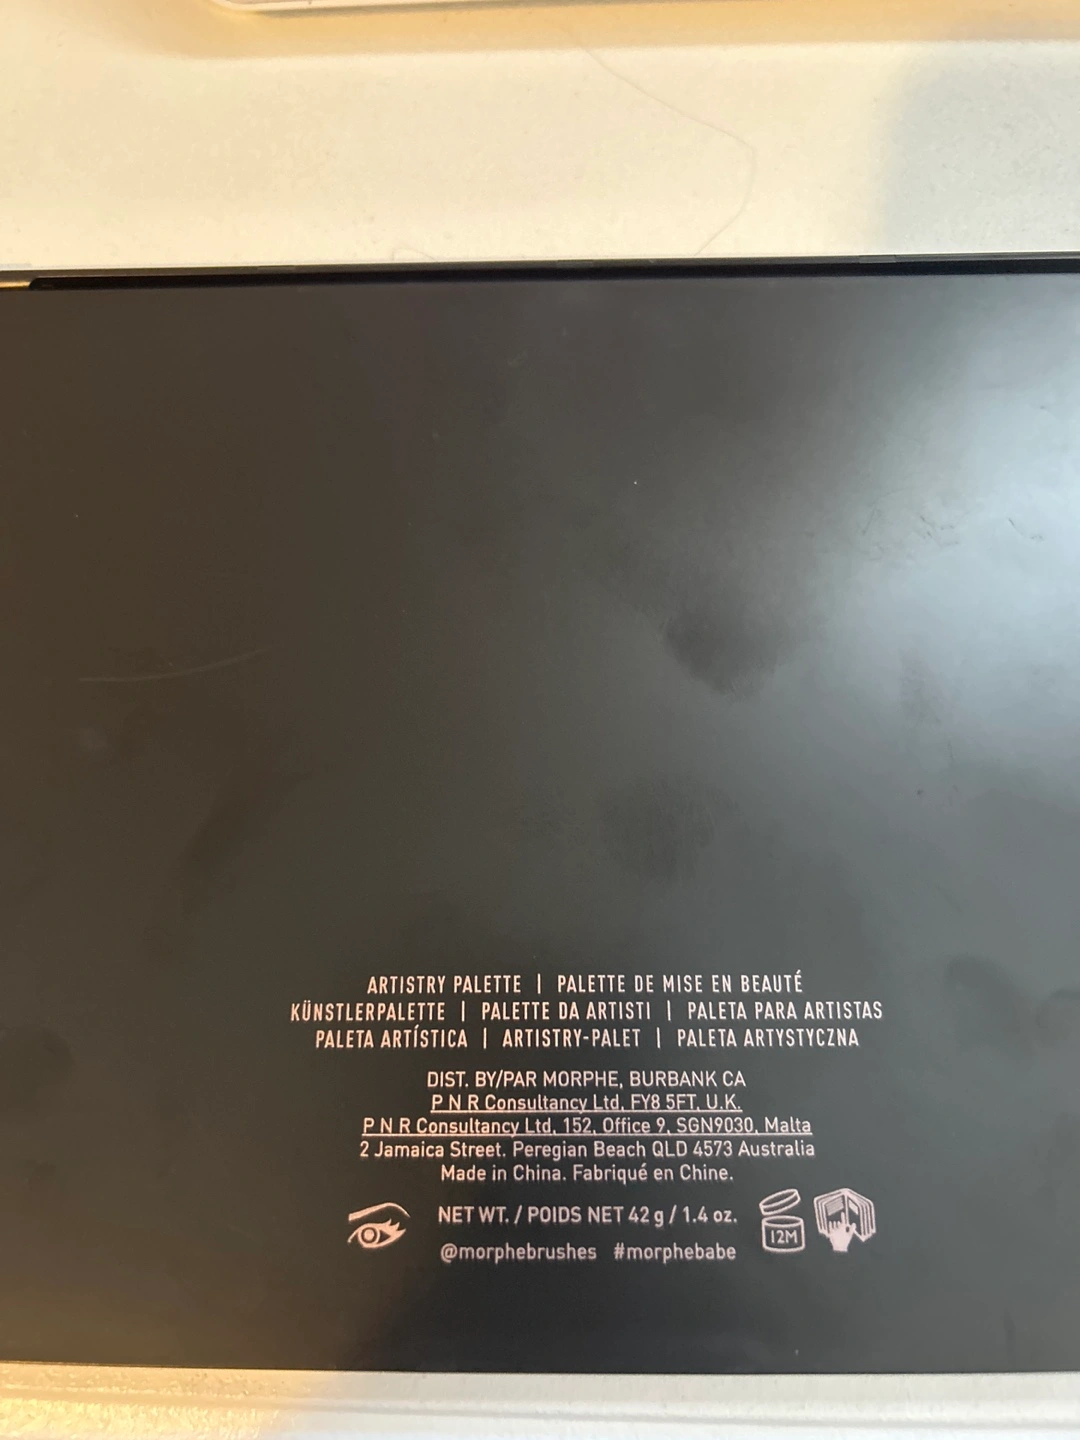 ARTISTRY PALETTE | PALETTE DE MISE EN BEAUTÉ
KÜNSTLERPALETTE | PALETTE DA ARTISTI | PALETA PARA ARTISTAS
PALETA ARTÍSTICA | ARTISTRY-PALET | PALETA ARTYSTYCZNA
DIST. BY/PAR MORPHE, BURBANK CA
P N R Consultancy Ltd, FY8 5FT, U.K.
P N R Consultancy Ltd, 152, Office 9, SGN9030, Malta
2 Jamaica Street, Peregian Beach QLD 4573 Australia
Made in China. Fabriqué en Chine.
NET WT. / POIDS NET 42 g / 1.4 oz.
12M
@morphebrushes #morphebabe